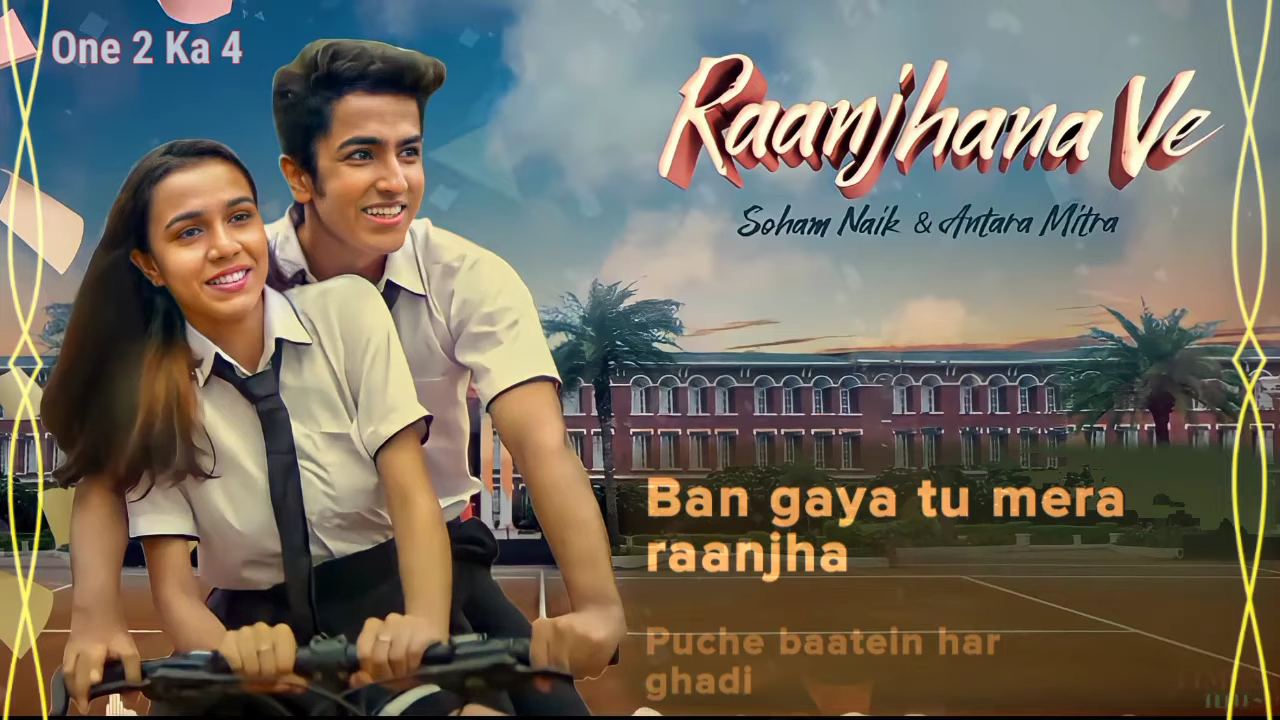 One 2 Ka 4
Raanjhana Ve
Soham Naik & Antara Mitra
Ban gaya tu mera
raanjha
Puche baatein har
ghadi